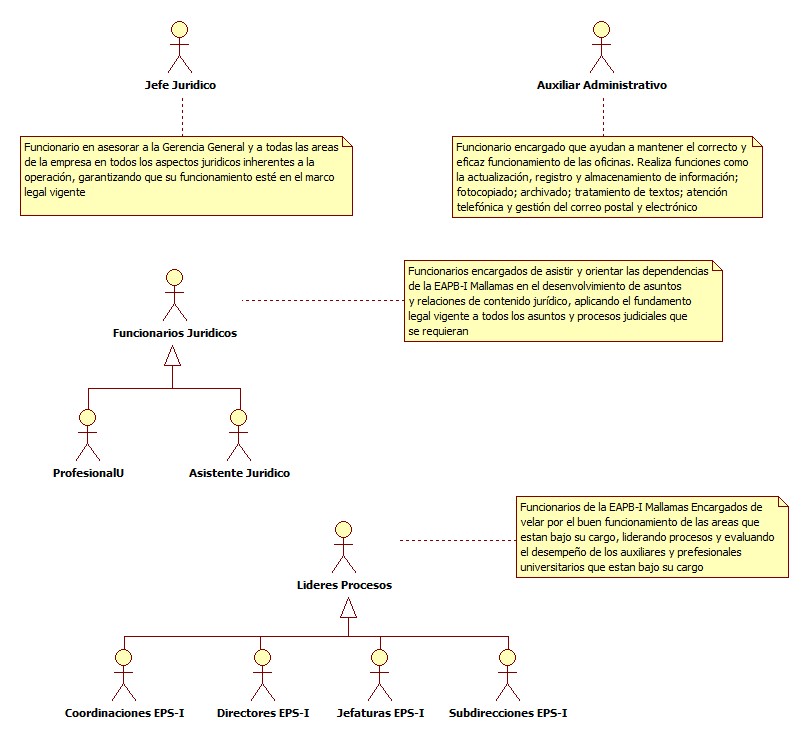 Jefe Juridico
Auxiliar Administrativo
Funcionario en asesorar a la Gerencia General y a todas las areas
de la empresa en todos los aspectos juridicos inherentes a la
operación, garantizando que su funcionamiento esté en el marco
legal vigente
Funcionario encargado que ayudan a mantener el correcto y
eficaz funcionamiento de las oficinas. Realiza funciones como
la actualización, registro y almacenamiento de información;
fotocopiado; archivado; tratamiento de textos; atención
telefónica y gestión del correo postal y electrónico
Funcionarios encargados de asistir y orientar las dependencias
de la EAPB-I Mallamas en el desenvolvimiento de asuntos
y relaciones de contenido jurídico, aplicando el fundamento
legal vigente a todos los asuntos y procesos judiciales que
se requieran
Funcionarios Juridicos
ProfesionalU
Asistente Juridico
Funcionarios de la EAPB-I Mallamas Encargados de
velar por el buen funcionamiento de las areas que
estan bajo su cargo, liderando procesos y evaluando
el desempeño de los auxiliares y prefesionales
universitarios que estan bajo su cargo
Lideres Procesos
Coordinaciones EPS-I
Directores EPS-I
Jefaturas EPS-I
Subdirecciones EPS-I